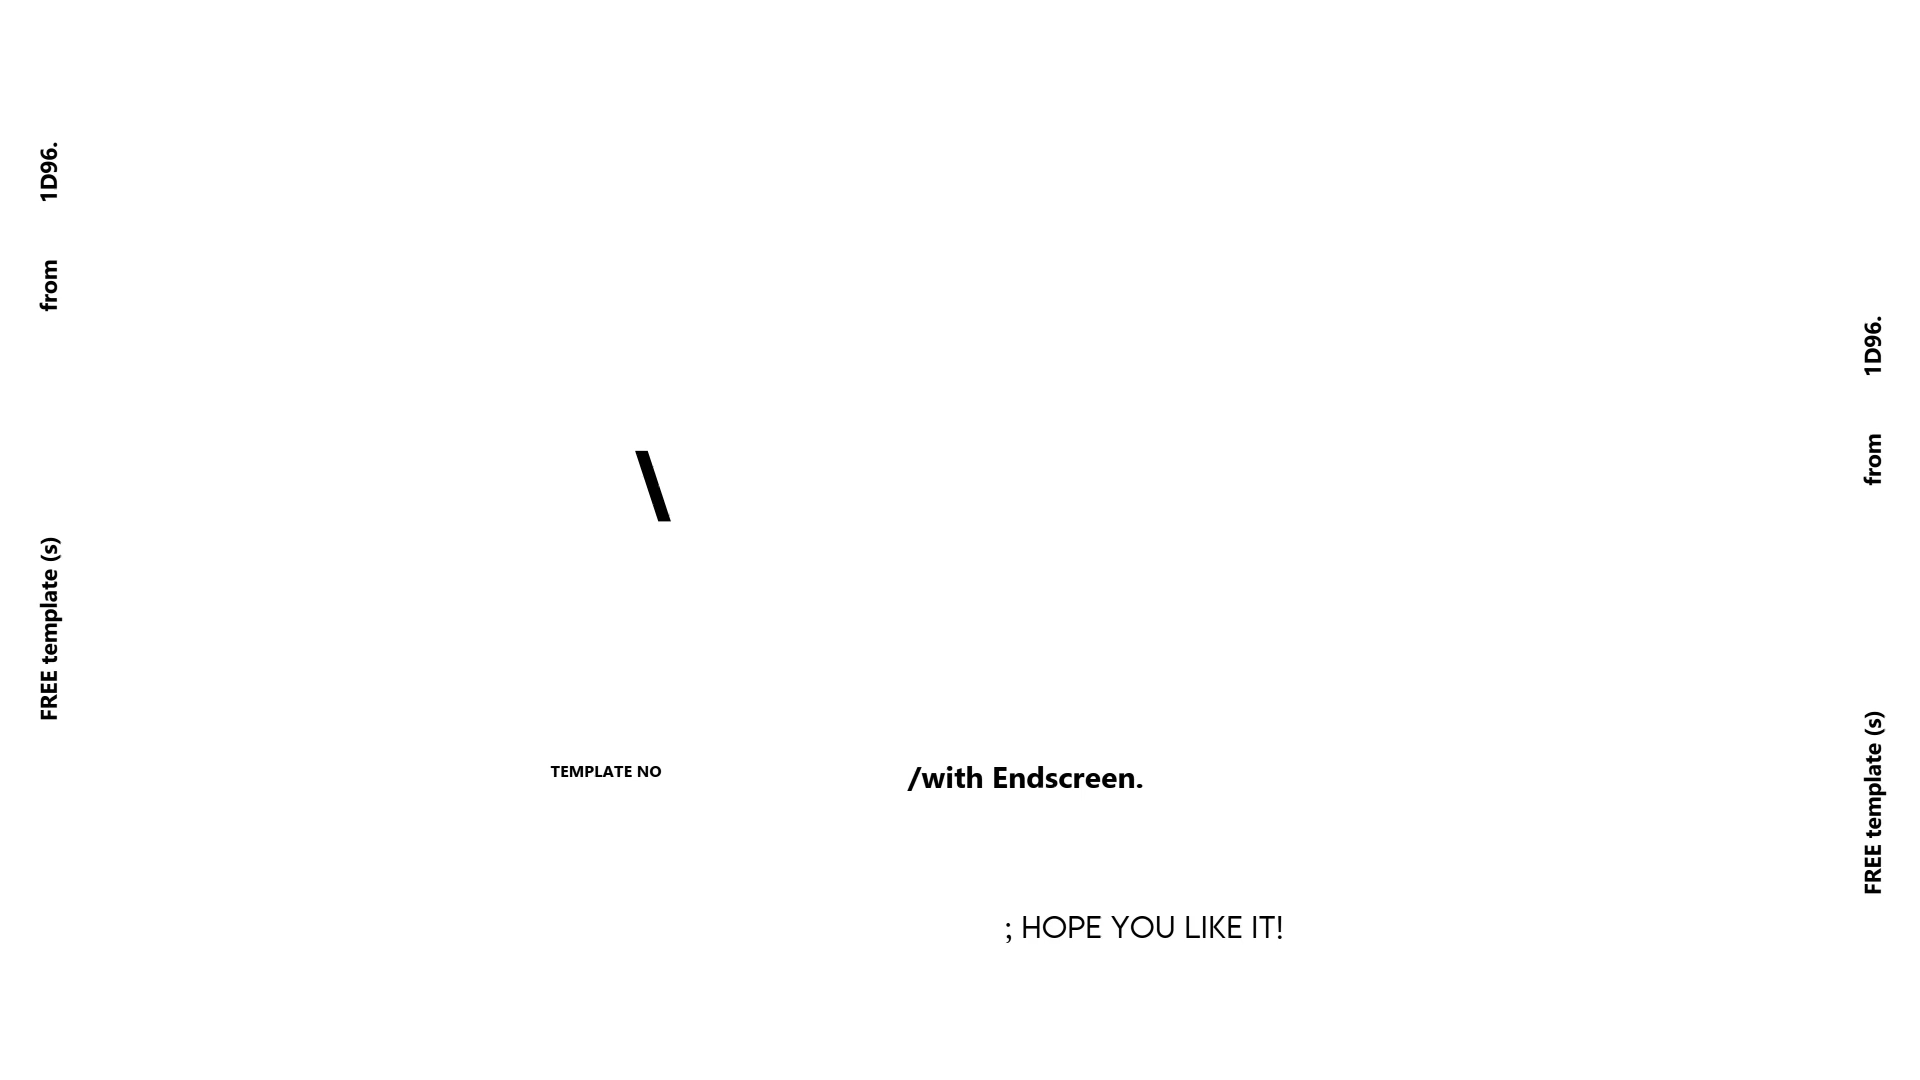 FREE template (s) from 1D96.
\
TEMPLATE NO
/with Endscreen.
; HOPE YOU LIKE IT!
FREE template (s) from 1D96.